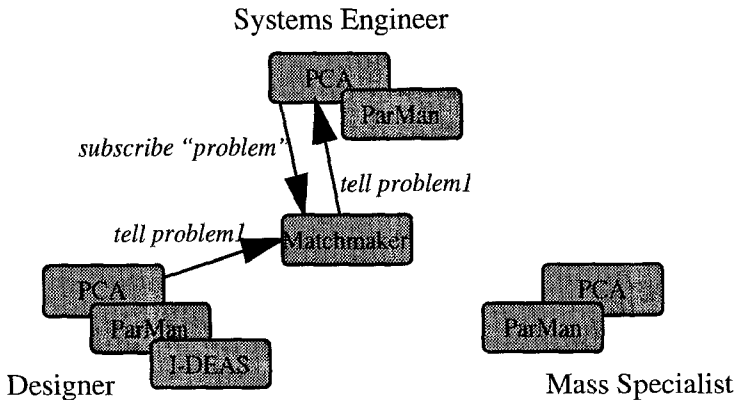 Systems Engineer
PCA
ParMan
subscribe “problem”
tell problem1
tell problem1
Matchmaker
PCA
PCA
ParMan
ParMan
I-DEAS
Designer
Mass Specialist